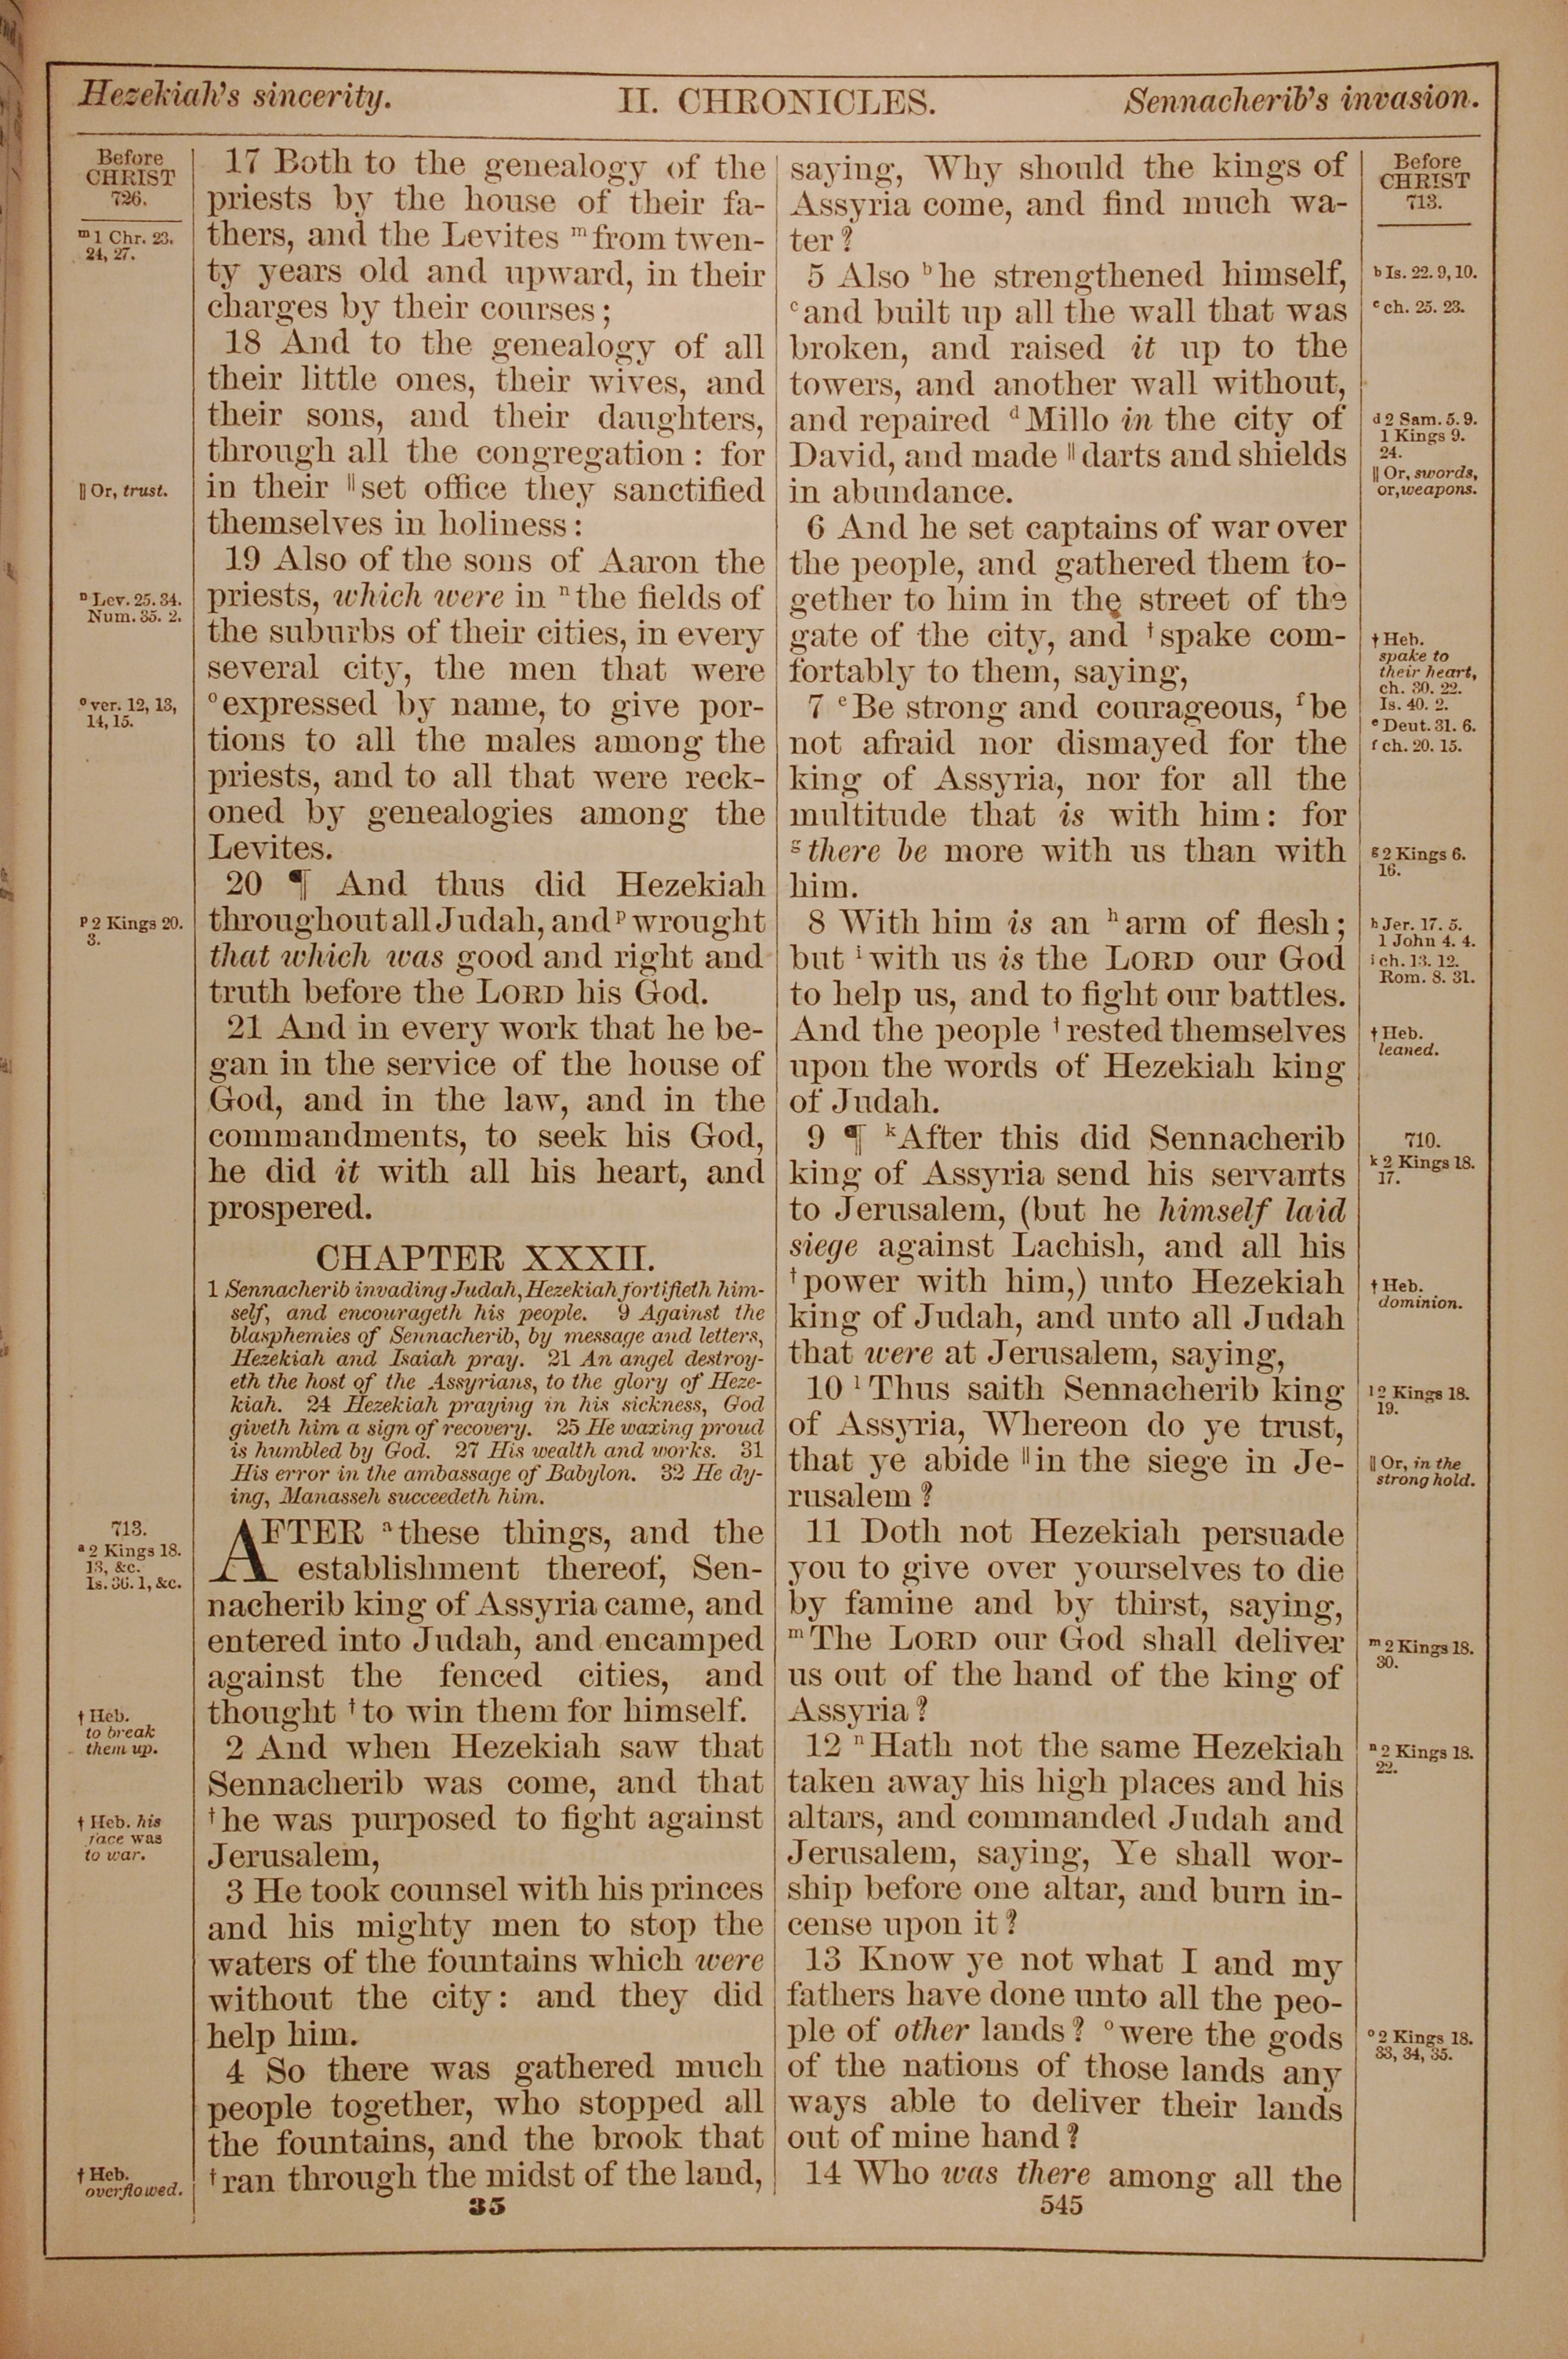 Hezekiah's sincerity.
II. CHRONICLES.
Sennacherib's invasion.
Before
CHRIST
726.
m 1 Chr. 23.
24, 27.
|| Or, trust.
n Lev. 25. 34.
Num. 35. 2.
o ver. 12, 13,
14, 15.
p 2 Kings 20.
3.
713.
a 2 Kings 18.
13, &c.
Is. 36. 1, &c.
† Heb.
to break
them up.
† Heb. his
face was
to war.
† Heb.
overflowed.
17 Both to the genealogy of the
priests by the house of their fa-
thers, and the Levites m from twen-
ty years old and upward, in their
charges by their courses;
18 And to the genealogy of all
their little ones, their wives, and
their sons, and their daughters,
through all the congregation: for
in their || set office they sanctified
themselves in holiness:
19 Also of the sons of Aaron the
priests, which were in n the fields of
the suburbs of their cities, in every
several city, the men that were
o expressed by name, to give por-
tions to all the males among the
priests, and to all that were reck-
oned by genealogies among the
Levites.
20 ¶ And thus did Hezekiah
throughout all Judah, and p wrought
that which was good and right and
truth before the LORD his God.
21 And in every work that he be-
gan in the service of the house of
God, and in the law, and in the
commandments, to seek his God,
he did it with all his heart, and
prospered.
CHAPTER XXXII.
1 Sennacherib invading Judah, Hezekiah fortifieth him-
self, and encourageth his people. 9 Against the
blasphemies of Sennacherib, by message and letters,
Hezekiah and Isaiah pray. 21 An angel destroy-
eth the host of the Assyrians, to the glory of Heze-
kiah. 24 Hezekiah praying in his sickness, God
giveth him a sign of recovery. 25 He waxing proud
is humbled by God. 27 His wealth and works. 31
His error in the ambassage of Babylon. 32 He dy-
ing, Manasseh succeedeth him.
AFTER a these things, and the
establishment thereof, Sen-
nacherib king of Assyria came, and
entered into Judah, and encamped
against the fenced cities, and
thought † to win them for himself.
2 And when Hezekiah saw that
Sennacherib was come, and that
† he was purposed to fight against
Jerusalem,
3 He took counsel with his princes
and his mighty men to stop the
waters of the fountains which were
without the city: and they did
help him.
4 So there was gathered much
people together, who stopped all
the fountains, and the brook that
† ran through the midst of the land,
35
saying, Why should the kings of
Assyria come, and find much wa-
ter?
5 Also b he strengthened himself,
c and built up all the wall that was
broken, and raised it up to the
towers, and another wall without,
and repaired d Millo in the city of
David, and made || darts and shields
in abundance.
6 And he set captains of war over
the people, and gathered them to-
gether to him in the street of the
gate of the city, and † spake com-
fortably to them, saying,
7 e Be strong and courageous, f be
not afraid nor dismayed for the
king of Assyria, nor for all the
multitude that is with him: for
g there be more with us than with
him.
8 With him is an h arm of flesh;
but i with us is the LORD our God
to help us, and to fight our battles.
And the people † rested themselves
upon the words of Hezekiah king
of Judah.
9 ¶ k After this did Sennacherib
king of Assyria send his servants
to Jerusalem, (but he himself laid
siege against Lachish, and all his
† power with him,) unto Hezekiah
king of Judah, and unto all Judah
that were at Jerusalem, saying,
10 l Thus saith Sennacherib king
of Assyria, Whereon do ye trust,
that ye abide || in the siege in Je-
rusalem?
11 Doth not Hezekiah persuade
you to give over yourselves to die
by famine and by thirst, saying,
m The LORD our God shall deliver
us out of the hand of the king of
Assyria?
12 n Hath not the same Hezekiah
taken away his high places and his
altars, and commanded Judah and
Jerusalem, saying, Ye shall wor-
ship before one altar, and burn in-
cense upon it?
13 Know ye not what I and my
fathers have done unto all the peo-
ple of other lands? o were the gods
of the nations of those lands any
ways able to deliver their lands
out of mine hand?
14 Who was there among all the
545
Before
CHRIST
713.
b Is. 22. 9, 10.
c ch. 25. 23.
d 2 Sam. 5. 9.
1 Kings 9.
24.
|| Or, swords,
or, weapons.
† Heb.
spake to
their heart,
ch. 30. 22.
Is. 40. 2.
e Deut. 31. 6.
f ch. 20. 15.
g 2 Kings 6.
16.
h Jer. 17. 5.
1 John 4. 4.
i ch. 13. 12.
Rom. 8. 31.
† Heb.
leaned.
710.
k 2 Kings 18.
17.
† Heb.
dominion.
l 2 Kings 18.
19.
|| Or, in the
strong hold.
m 2 Kings 18.
30.
n 2 Kings 18.
22.
o 2 Kings 18.
33, 34, 35.